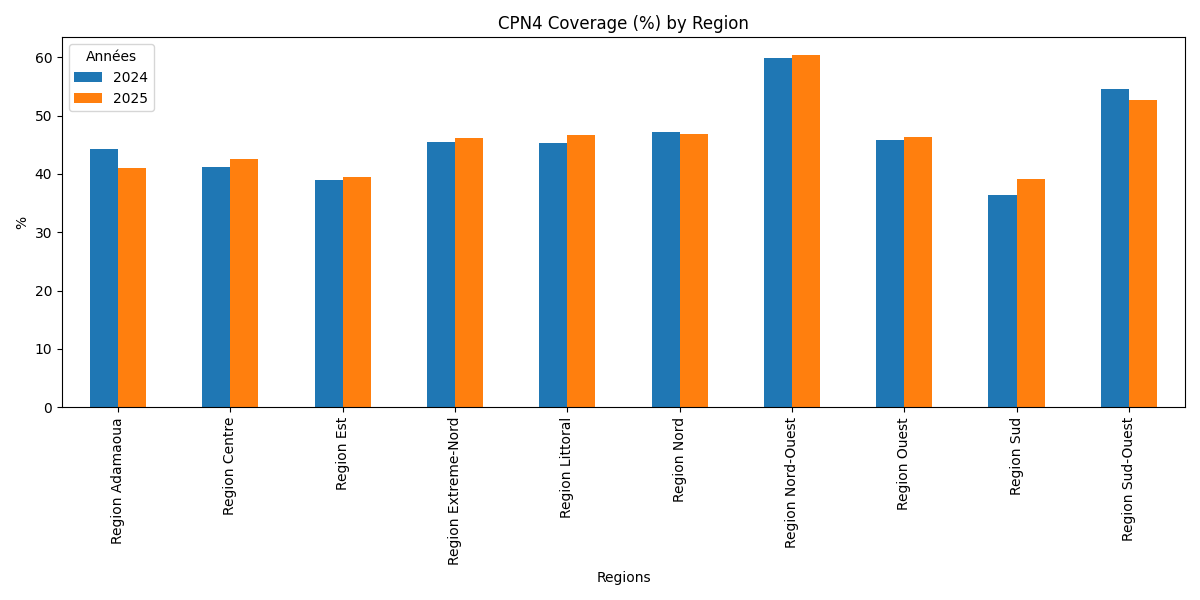 CPN4 Coverage (%) by Region
Années
2024
2025
%
60
50
40
30
20
10
0
Region Adamaoua
Region Centre
Region Est
Region Extreme-Nord
Region Littoral
Region Nord
Region Nord-Ouest
Region Ouest
Region Sud
Region Sud-Ouest
Regions